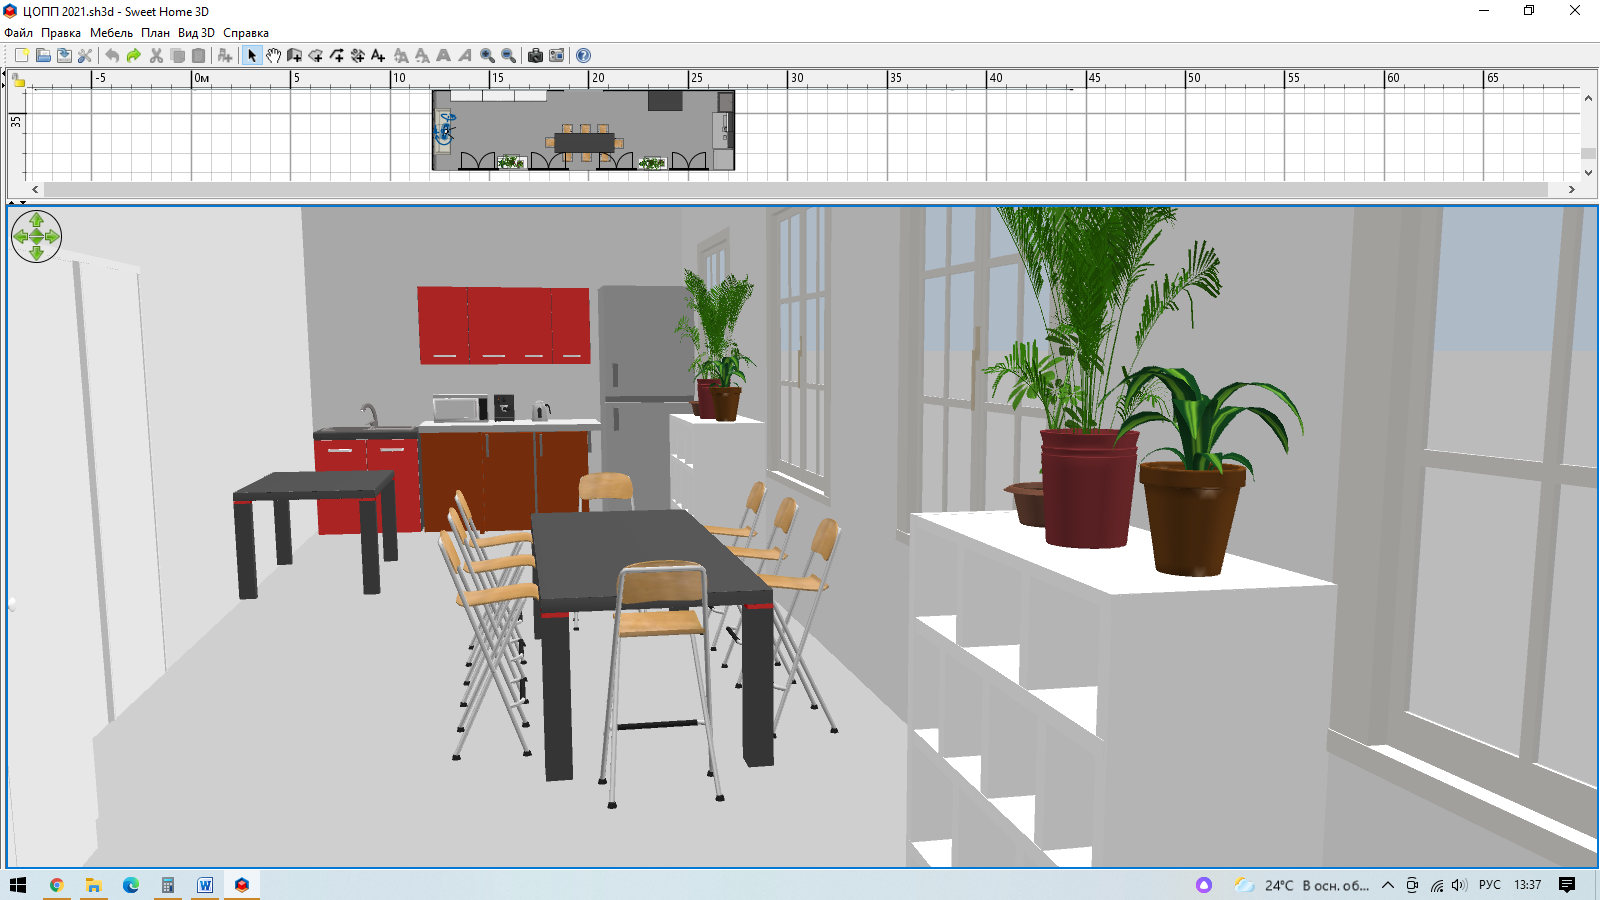 ЦОПП 2021.sh3d - Sweet Home 3D
Файл Правка Мебель План Вид 3D Справка
-5 0м 5 10 15 20 25 30 35 40 45 50 55 60 65
35
24°C В осн. об... РУС 13:37